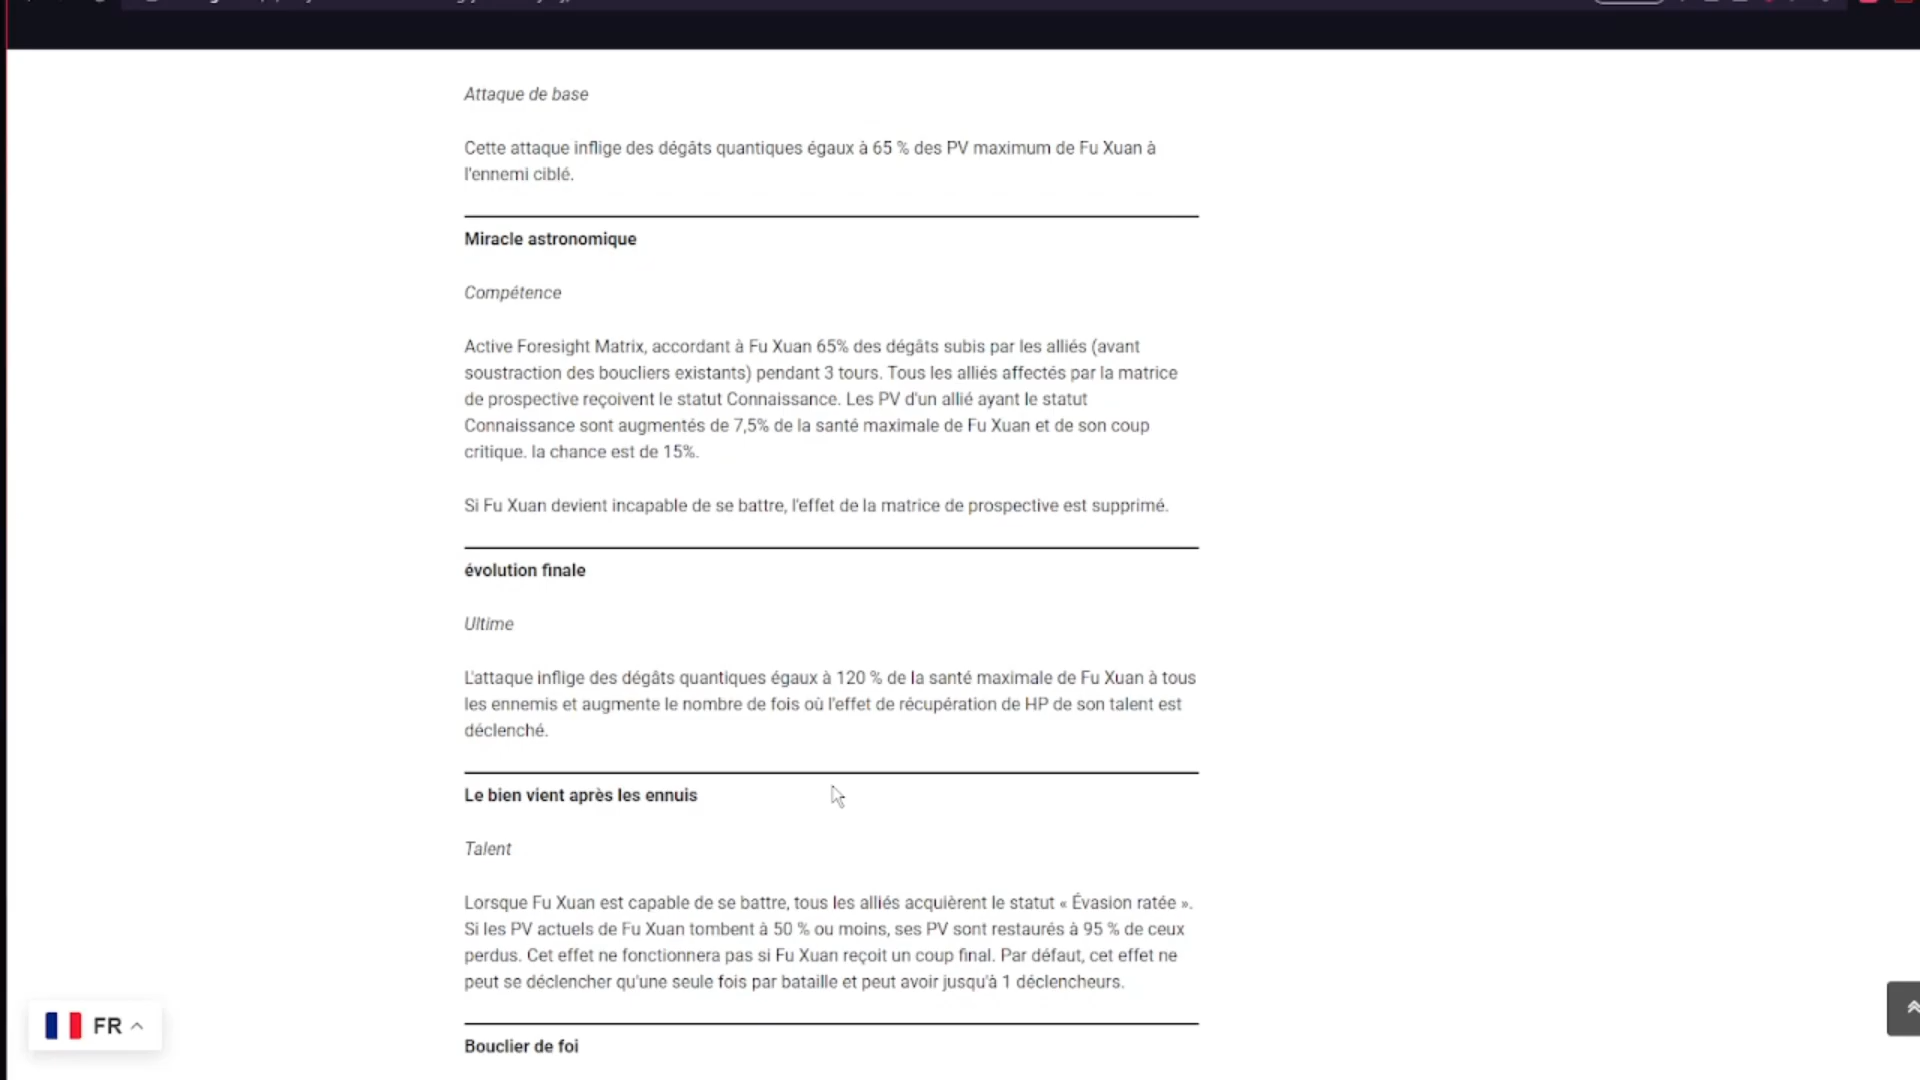 Attaque de base
Cette attaque inflige des dégâts quantiques égaux à 65 % des PV maximum de Fu Xuan à
l'ennemi ciblé.
Miracle astronomique
Compétence
Active Foresight Matrix, accordant à Fu Xuan 65% des dégâts subis par les alliés (avant
soustraction des boucliers existants) pendant 3 tours. Tous les alliés affectés par la matrice
de prospective reçoivent le statut Connaissance. Les PV d'un allié ayant le statut
Connaissance sont augmentés de 7,5% de la santé maximale de Fu Xuan et de son coup
critique. la chance est de 15%.
Si Fu Xuan devient incapable de se battre, l'effet de la matrice de prospective est supprimé.
évolution finale
Ultime
L'attaque inflige des dégâts quantiques égaux à 120 % de la santé maximale de Fu Xuan à tous
les ennemis et augmente le nombre de fois où l'effet de récupération de HP de son talent est
déclenché.
Le bien vient après les ennuis
Talent
Lorsque Fu Xuan est capable de se battre, tous les alliés acquièrent le statut « Évasion ratée ».
Si les PV actuels de Fu Xuan tombent à 50 % ou moins, ses PV sont restaurés à 95 % de ceux
perdus. Cet effet ne fonctionnera pas si Fu Xuan reçoit un coup final. Par défaut, cet effet ne
peut se déclencher qu'une seule fois par bataille et peut avoir jusqu'à 1 déclencheurs.
Bouclier de foi
FR